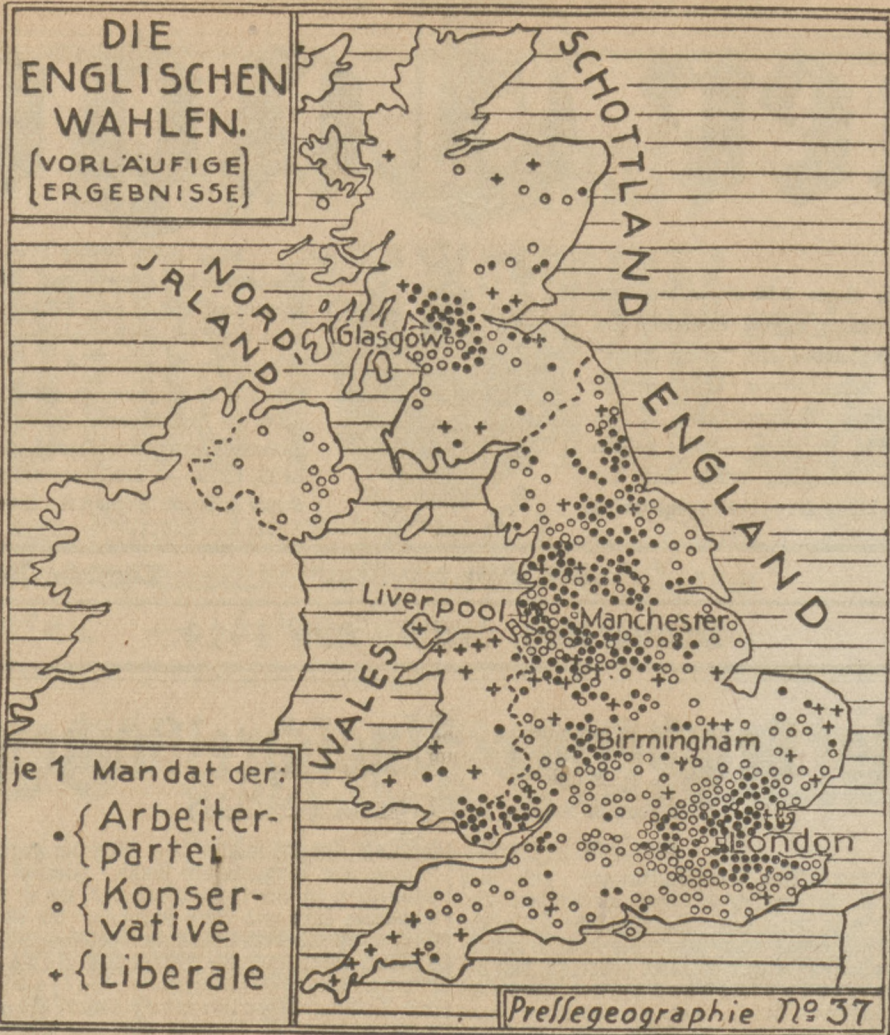 DIE
ENGLISCHEN
WAHLEN.
[VORLÄUFIGE
ERGEBNISSE]
SCHOTTLAND
NORD-
JRLAND
Glasgow
ENGLAND
Liverpool
Manchester
WALES
Birmingham
London
je 1 Mandat der:
• { Arbeiter-
partei
○ { Konser-
vative
+ { Liberale
Pressegeographie No 37